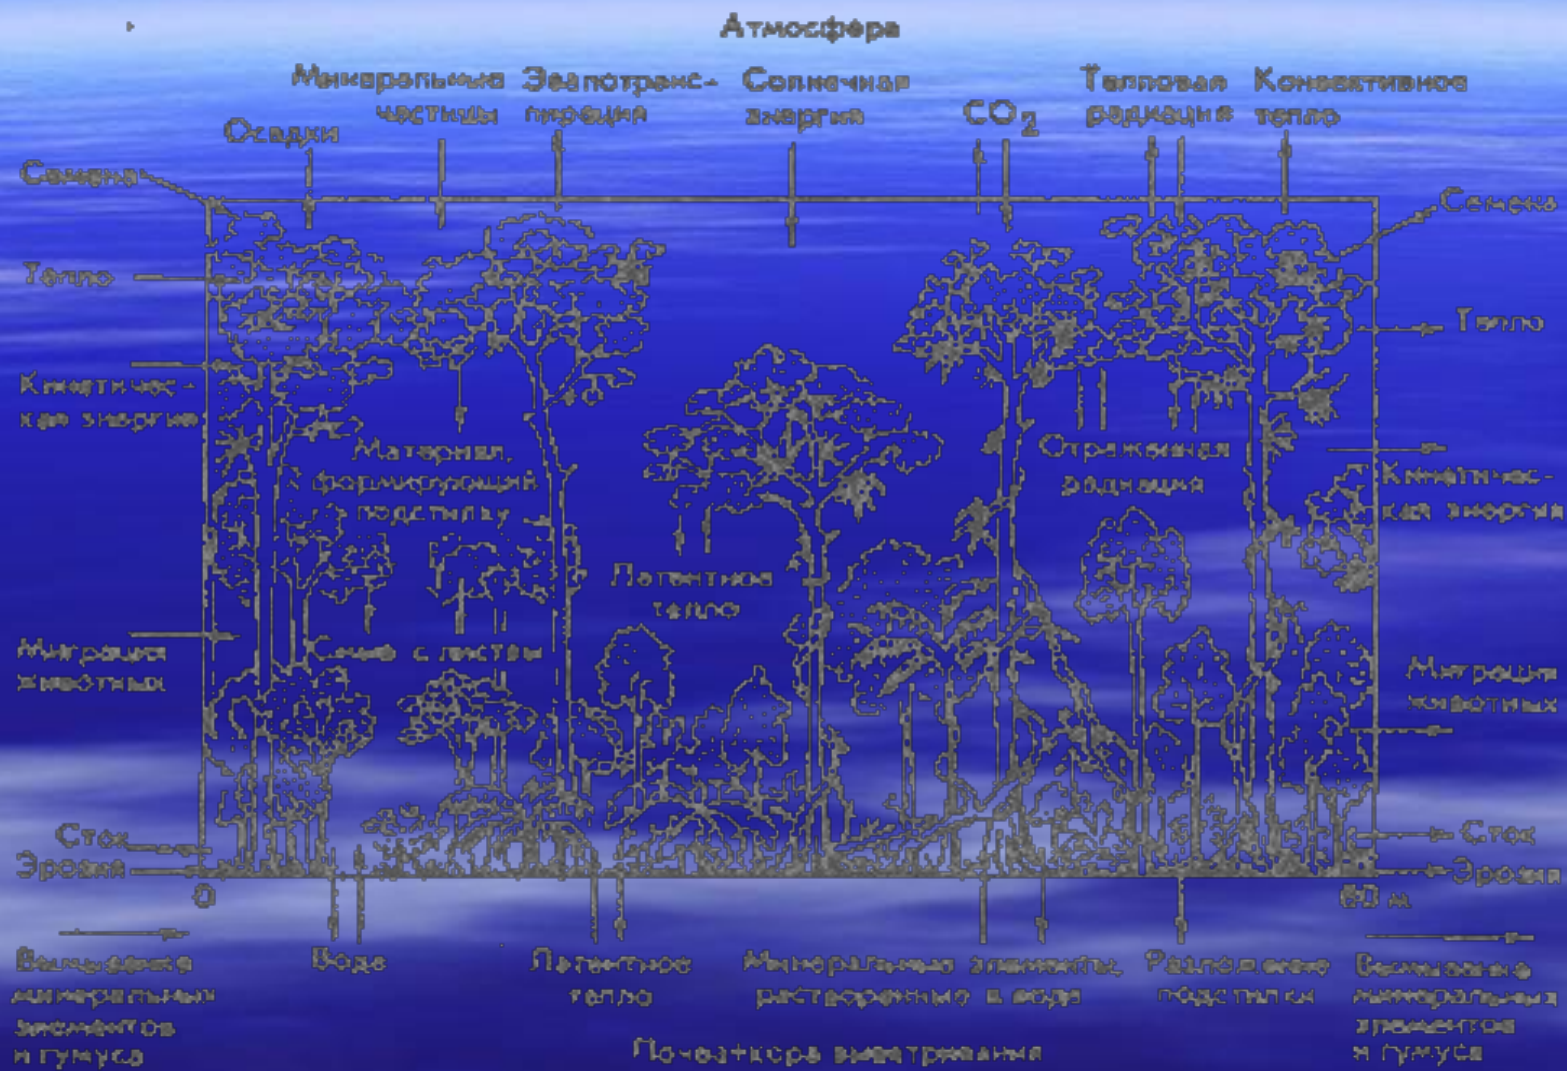 Атмосфера
Минеральные частицы
Эвапотранс-
пирация
Солнечная
энергия
CO2
Тепловая
радиация
Конвективное
тепло
Осадки
Семена
Семена
Тепло
Тепло
Кинетичес-
кая энергия
Материал,
формирующий
подстилку
Отраженная
радиация
Кинетичес-
кая энергия
Латентное
тепло
Миграция
животных
с листвы
Миграция
животных
Сток
Эрозия
Сток
Эрозия
0
60 м
Вымывание
минеральных
элементов
и гумуса
Вода
Латентное
тепло
Минеральные элементы,
растворенные в воде
Разложение
подстилки
Вымывание
минеральных
элементов
и гумуса
Почва+кора выветривания